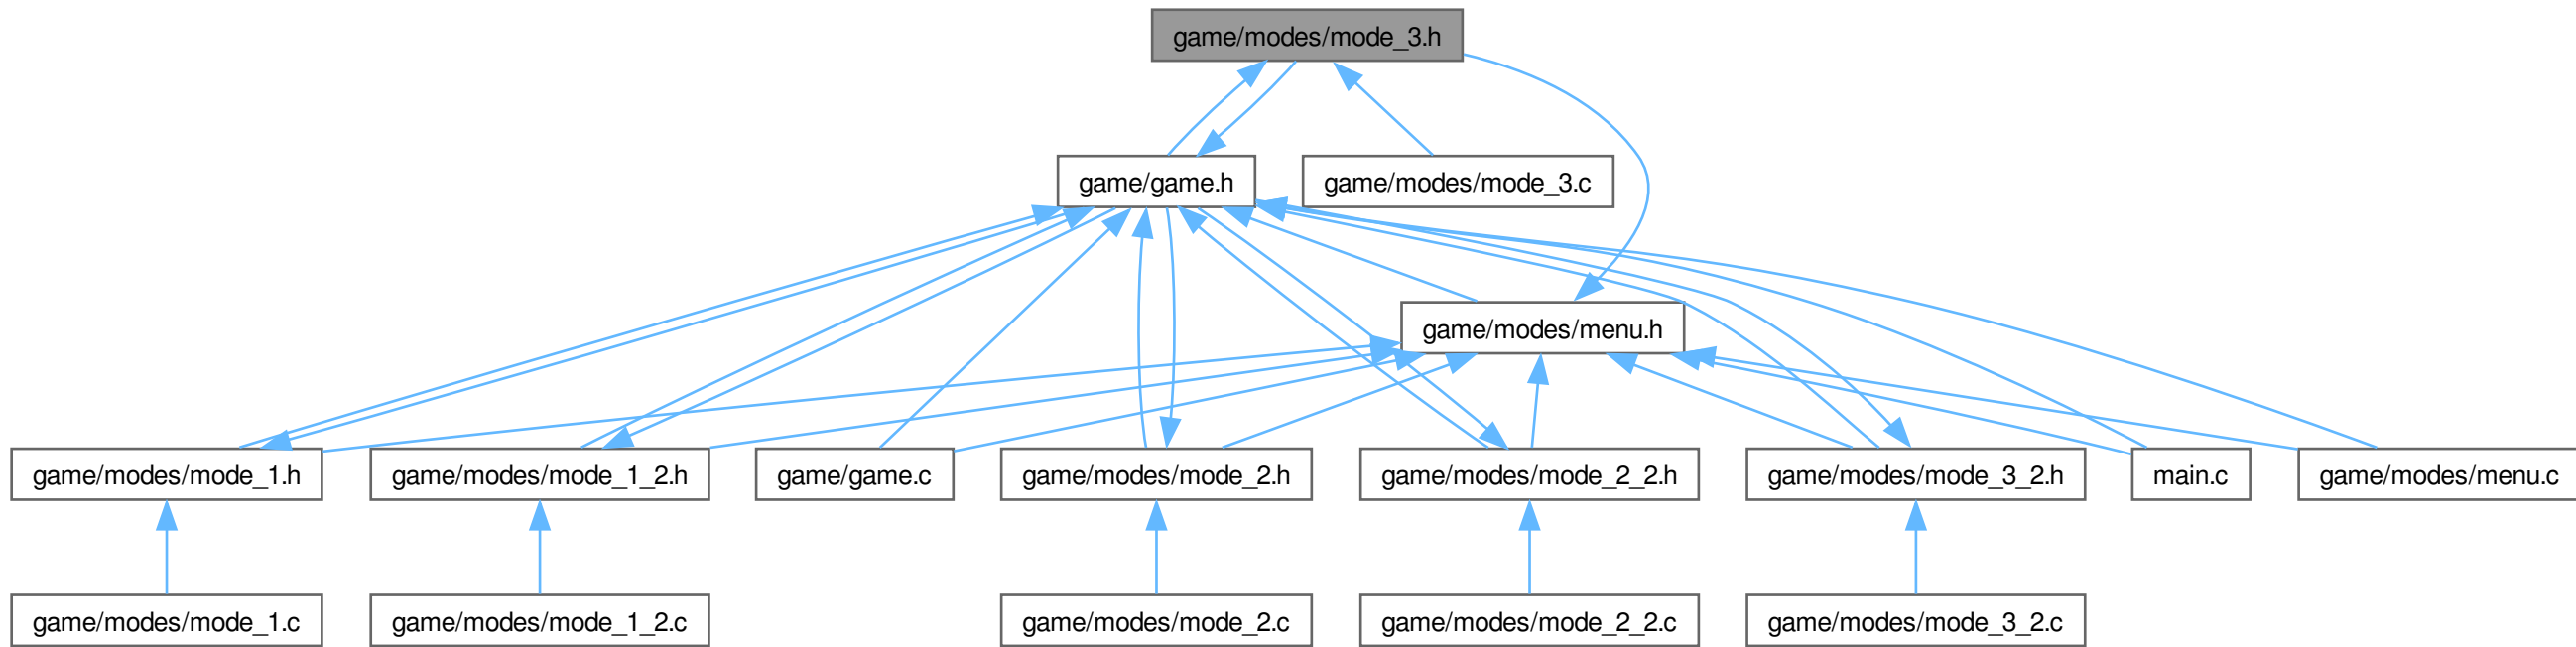 game/modes/mode_3.h
game/game.h
game/modes/mode_3.c
game/modes/menu.h
game/modes/mode_1.h
game/modes/mode_1_2.h
game/game.c
game/modes/mode_2.h
game/modes/mode_2_2.h
game/modes/mode_3_2.h
main.c
game/modes/menu.c
game/modes/mode_1.c
game/modes/mode_1_2.c
game/modes/mode_2.c
game/modes/mode_2_2.c
game/modes/mode_3_2.c